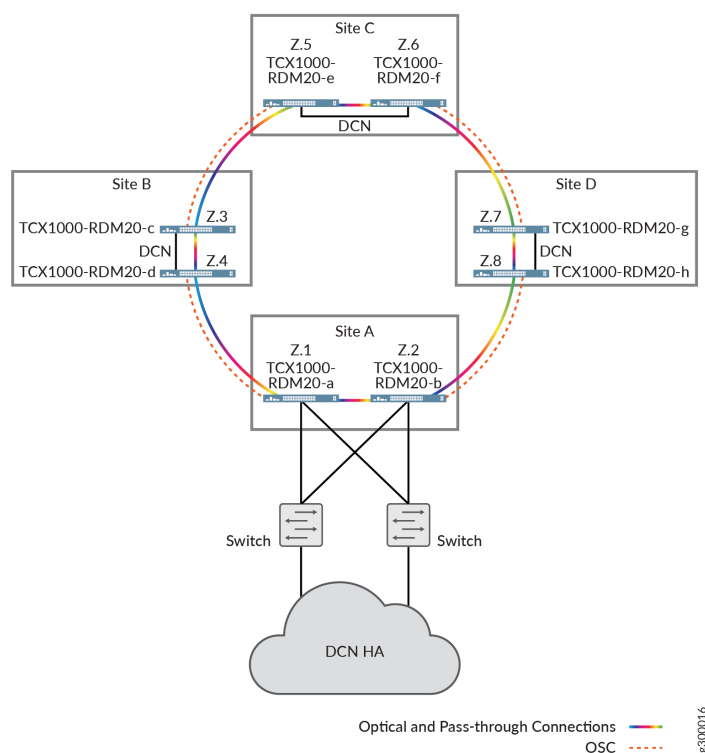 Site C
Z.5
TCX1000-
RDM20-e
Z.6
TCX1000-
RDM20-f
DCN
Site B
TCX1000-RDM20-c
Z.3
DCN
TCX1000-RDM20-d
Z.4
Site D
Z.7
TCX1000-RDM20-g
DCN
Z.8
TCX1000-RDM20-h
Site A
Z.1
TCX1000-
RDM20-a
Z.2
TCX1000-
RDM20-b
Switch
Switch
DCN HA
Optical and Pass-through Connections
OSC
g300016